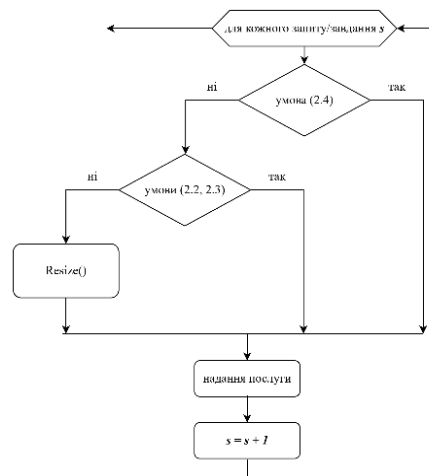 для кожного запиту/завдання s
умова (2.4)
ні
так
умови (2.2, 2.3)
ні
так
Resize()
надання послуги
s = s + 1